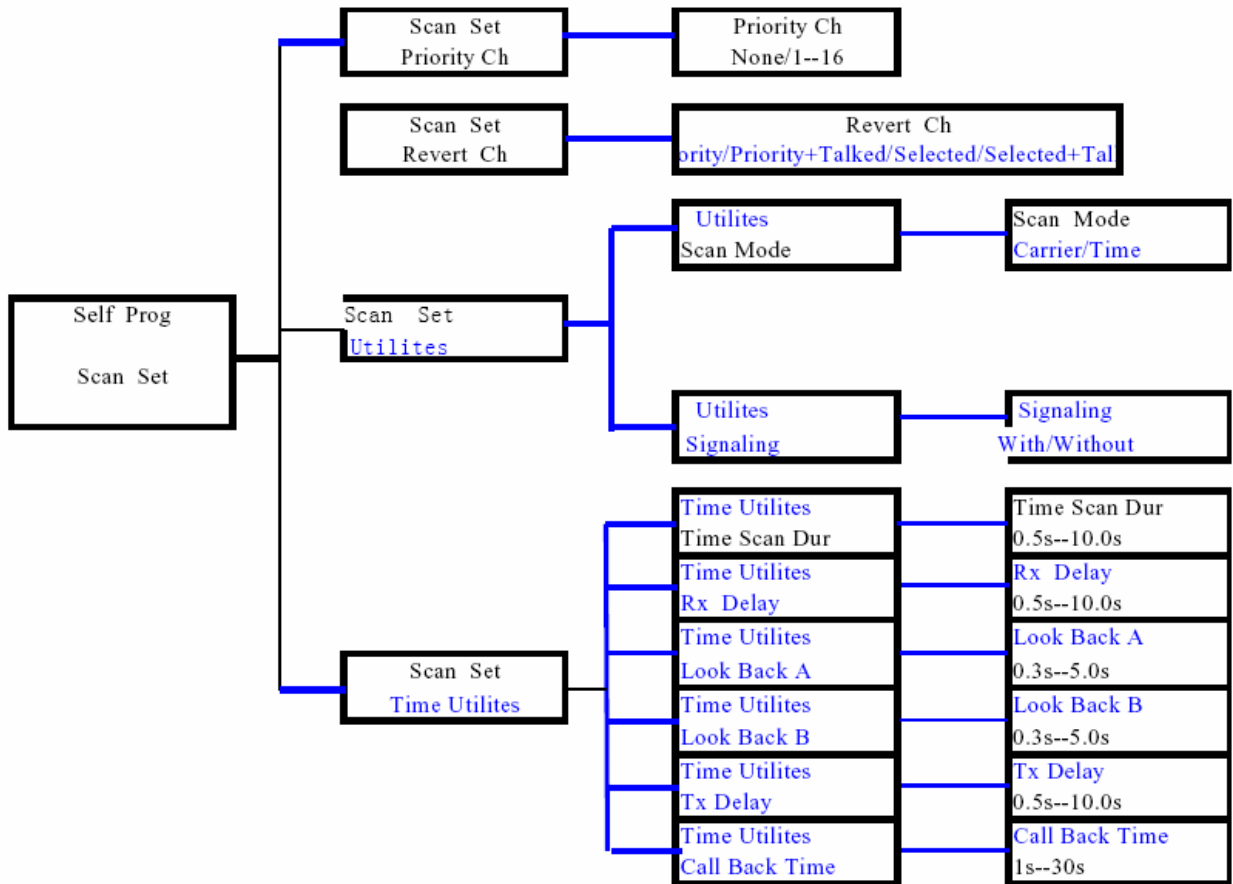 Scan Set
Priority Ch
Priority Ch
None/1--16
Scan Set
Revert Ch
Revert Ch
ority/Priority+Talked/Selected/Selected+Tal
Self Prog
Scan Set
Scan Set
Utilites
Utilites
Scan Mode
Scan Mode
Carrier/Time
Utilites
Signaling
Signaling
With/Without
Scan Set
Time Utilites
Time Utilites
Time Scan Dur
Time Scan Dur
0.5s--10.0s
Time Utilites
Rx Delay
Rx Delay
0.5s--10.0s
Time Utilites
Look Back A
Look Back A
0.3s--5.0s
Time Utilites
Look Back B
Look Back B
0.3s--5.0s
Time Utilites
Tx Delay
Tx Delay
0.5s--10.0s
Time Utilites
Call Back Time
Call Back Time
1s--30s